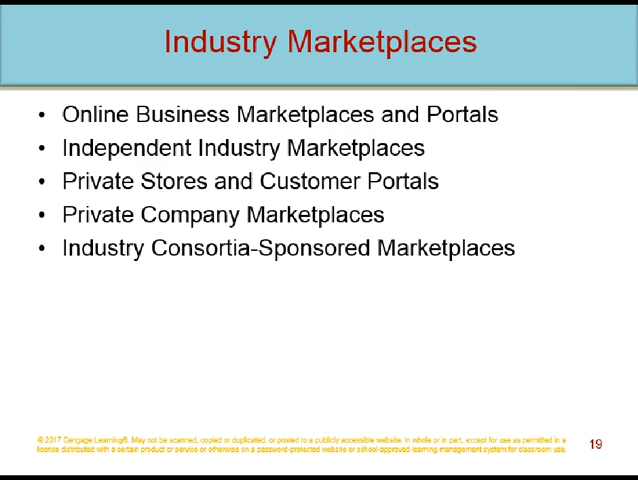 Industry Marketplaces
• Online Business Marketplaces and Portals
• Independent Industry Marketplaces
• Private Stores and Customer Portals
• Private Company Marketplaces
• Industry Consortia-Sponsored Marketplaces
© 2017 Cengage Learning®. May not be scanned, copied or duplicated, or posted to a publicly accessible website, in whole or in part, except for use as permitted in a
license distributed with a certain product or service or otherwise on a password-protected website or school-approved learning management system for classroom use.
19